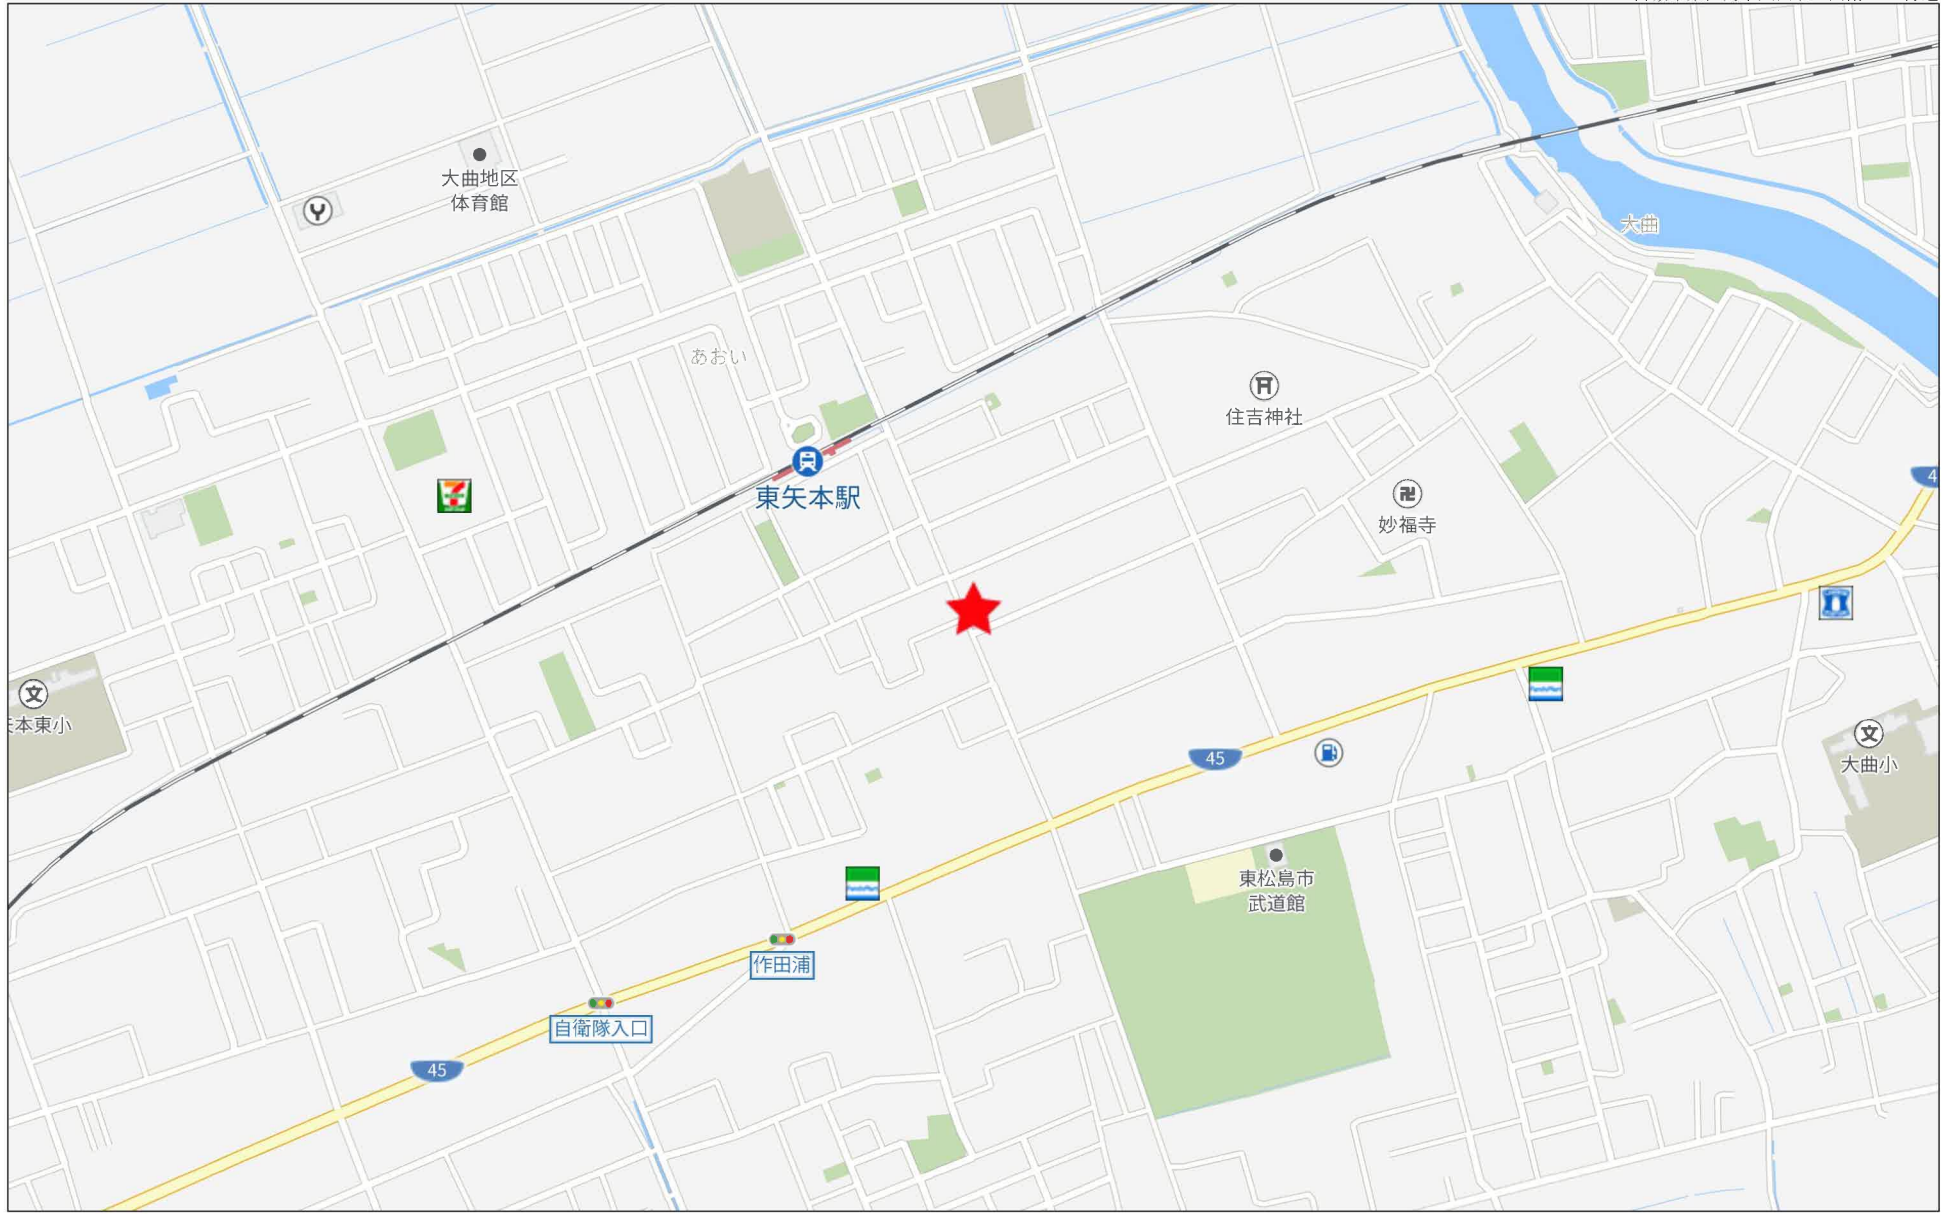 大曲地区
体育館
大曲
あおい
住吉神社
4
東矢本駅
妙福寺
本東小
45
大曲小
東松島市
武道館
作田浦
自衛隊入口
45